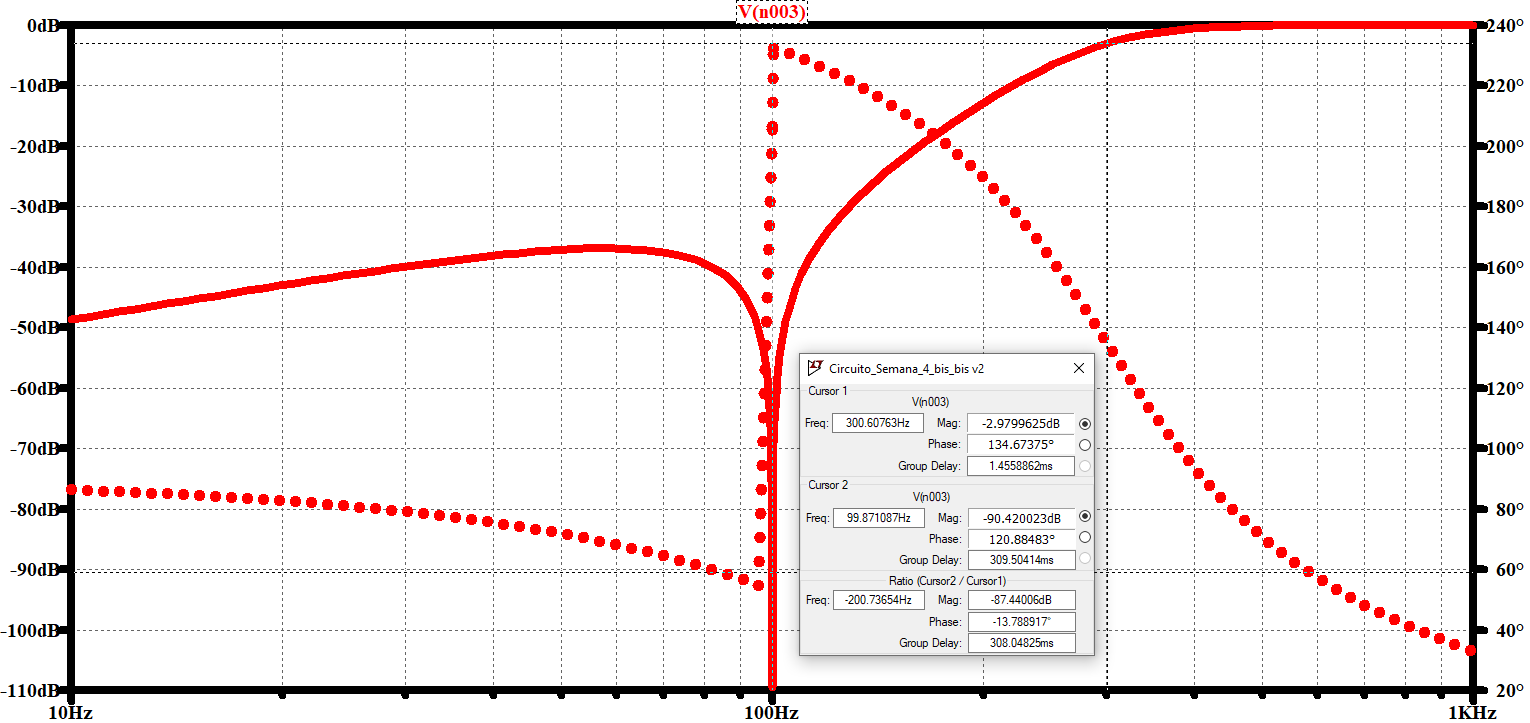 V(n003)
0dB 240°
-10dB 220°
-20dB 200°
-30dB 180°
-40dB 160°
-50dB 140°
-60dB 120°
-70dB 100°
-80dB 80°
-90dB 60°
-100dB 40°
-110dB 20°
10Hz 100Hz 1KHz
Circuito_Semana_4_bis_bis v2
Cursor 1
V(n003)
Freq: 300.60763Hz Mag: -2.9799625dB
Phase: 134.67375°
Group Delay: 1.4558862ms
Cursor 2
V(n003)
Freq: 99.871087Hz Mag: -90.420023dB
Phase: 120.88483°
Group Delay: 309.50414ms
Ratio (Cursor2 / Cursor1)
Freq: -200.73654Hz Mag: -87.44006dB
Phase: -13.788917°
Group Delay: 308.04825ms